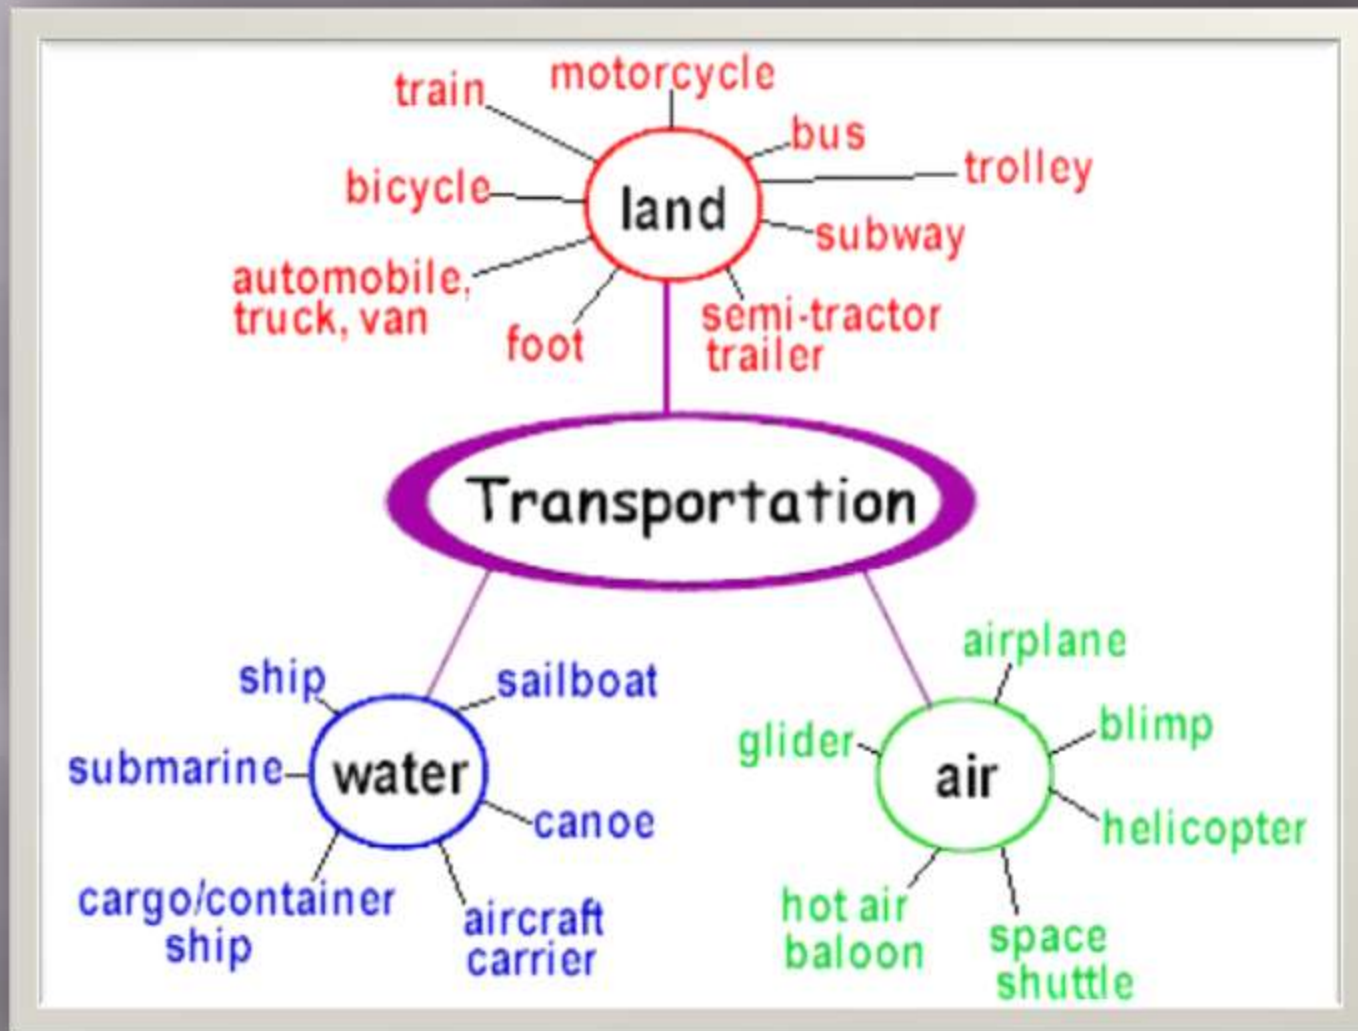 motorcycle
train
bus
trolley
bicycle
land
subway
automobile,
truck, van
semi-tractor
trailer
foot
Transportation
ship
sailboat
submarine
water
canoe
cargo/container
ship
aircraft
carrier
airplane
blimp
glider
air
helicopter
hot air
baloon
space
shuttle